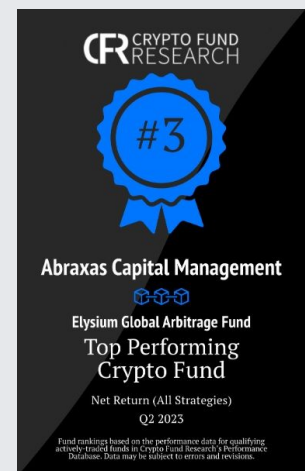 CFR CRYPTO FUND
RESEARCH
#3
Abraxas Capital Management
Elysium Global Arbitrage Fund
Top Performing
Crypto Fund
Net Return (All Strategies)
Q2 2023
Fund rankings based on the performance data for qualifying
actively-traded funds in Crypto Fund Research's Performance
Database. Data may be subject to errors and revisions.